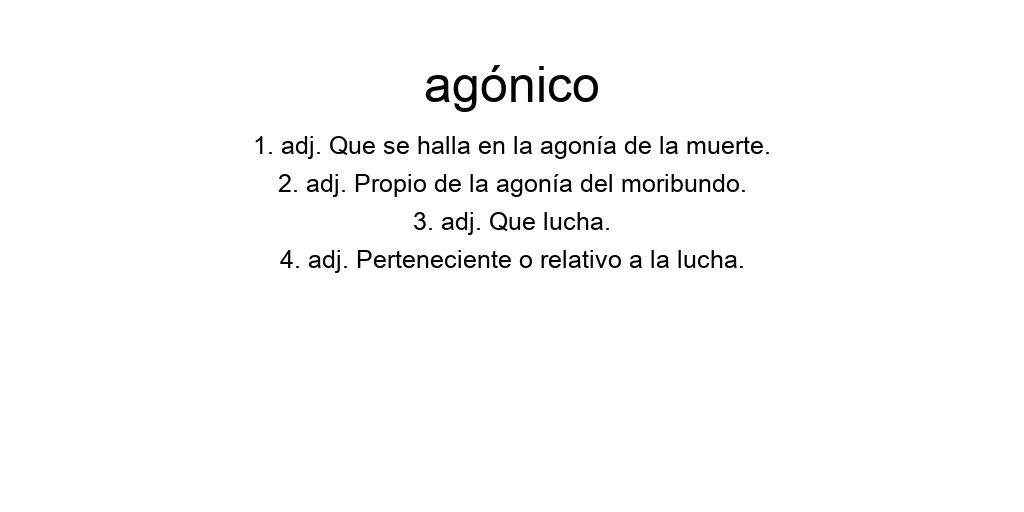 agónico
1. adj. Que se halla en la agonía de la muerte.
2. adj. Propio de la agonía del moribundo.
3. adj. Que lucha.
4. adj. Perteneciente o relativo a la lucha.